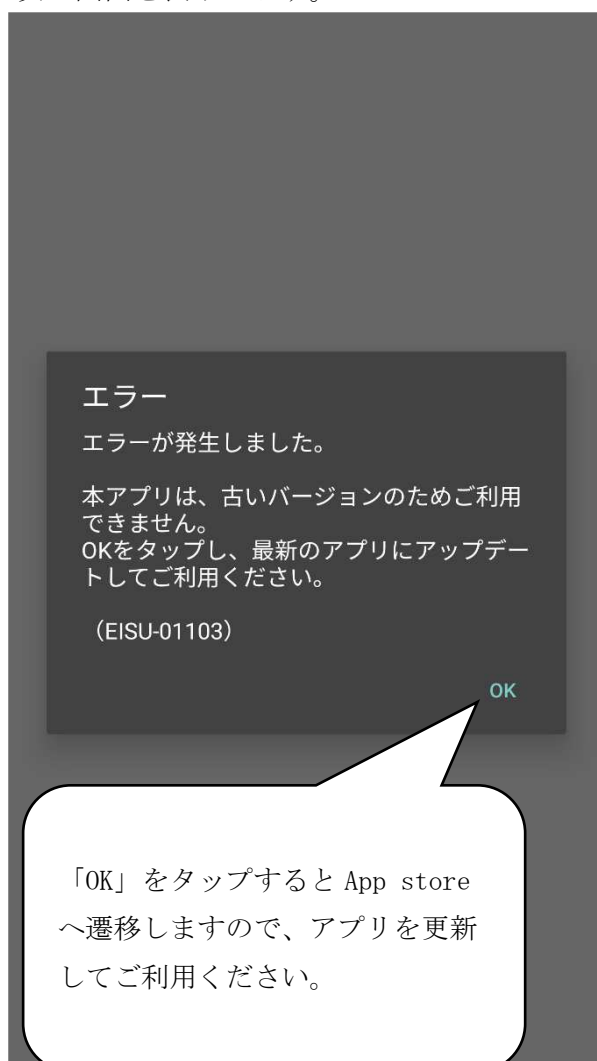 エラー
エラーが発生しました。
本アプリは、古いバージョンのためご利用
できません。
OKをタップし、最新のアプリにアップデー
トしてご利用ください。
（EISU-01103）
OK
「OK」をタップすると App store
へ遷移しますので、アプリを更新
してご利用ください。